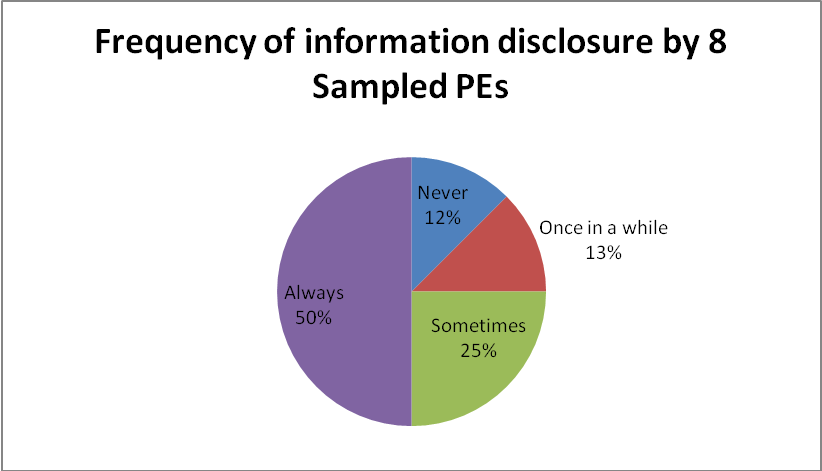 Frequency of information disclosure by 8
Sampled PEs
Never
12%
Once in a while
13%
Sometimes
25%
Always
50%